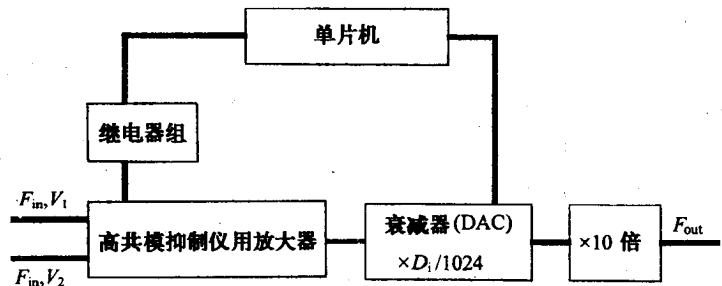 单片机
继电器组
F_in,V_1
高共模抑制仪用放大器
F_in,V_2
衰减器(DAC)
×D_i/1024
×10 倍
F_out